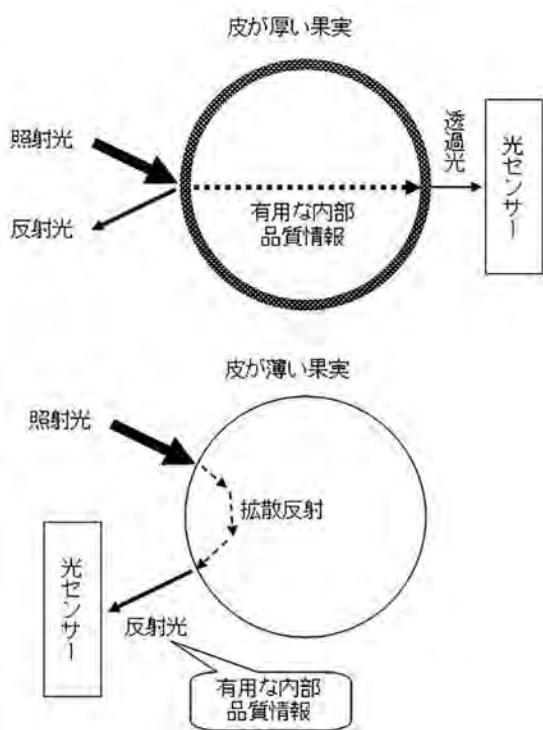 皮が厚い果実
照射光
反射光
有用な内部
品質情報
透過光
光センサー
皮が薄い果実
照射光
拡散反射
光センサー
反射光
有用な内部
品質情報